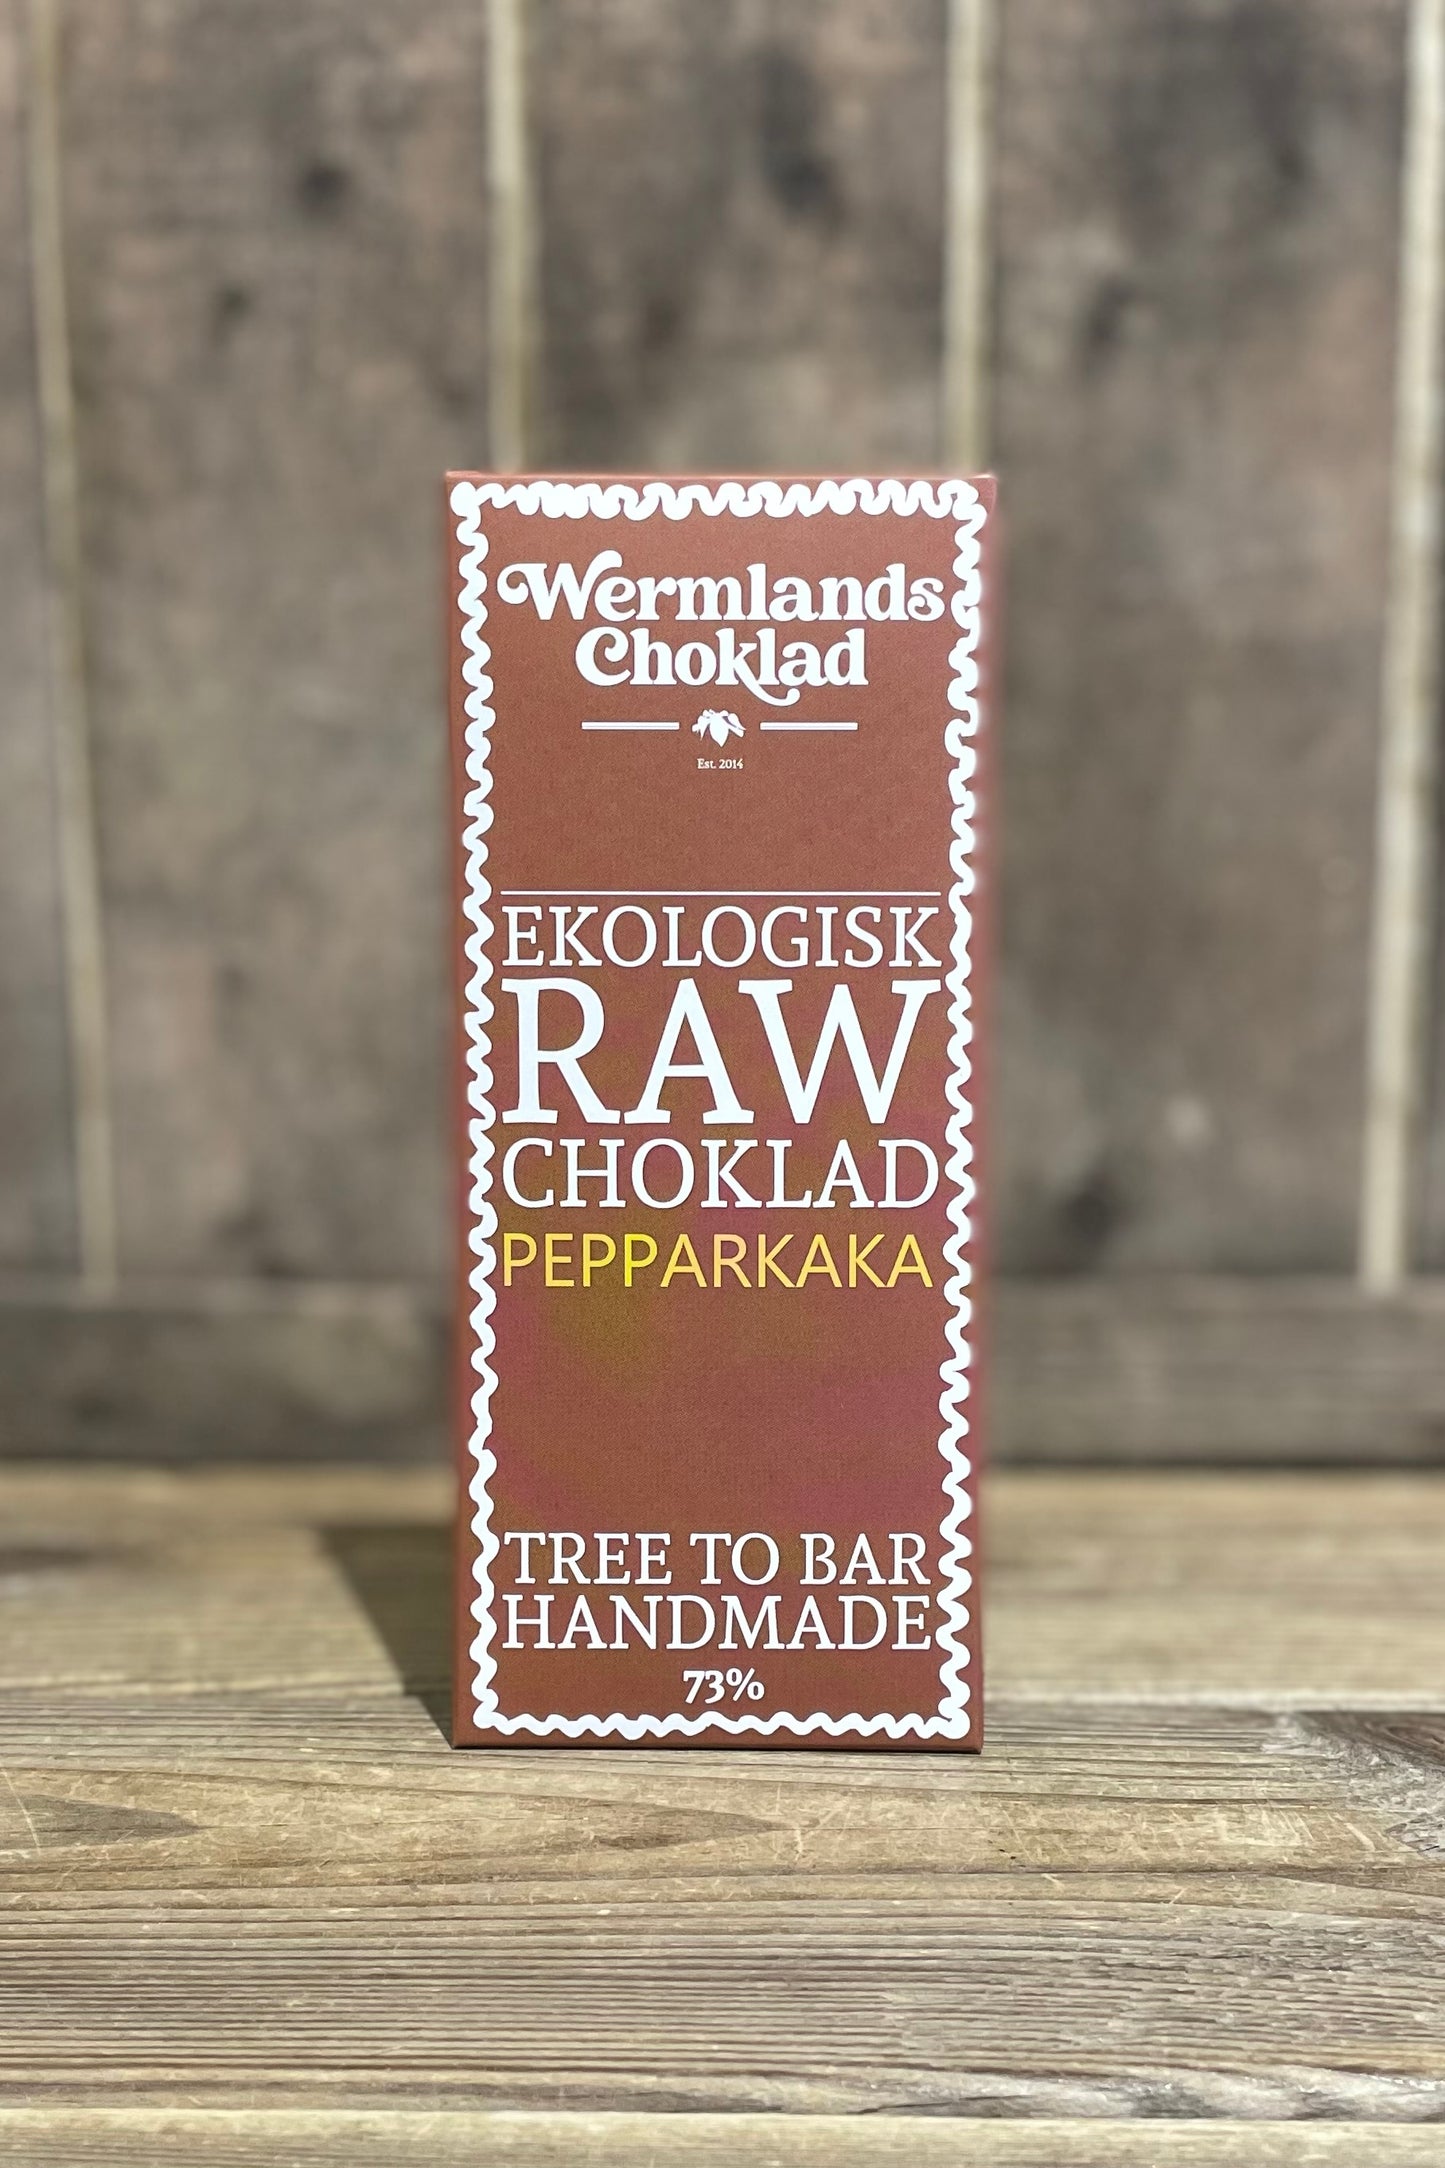 Wermlands
Choklad
Est. 2014
EKOLOGISK
RAW
CHOKLAD
PEPPARKAKA
TREE TO BAR
HANDMADE
73%